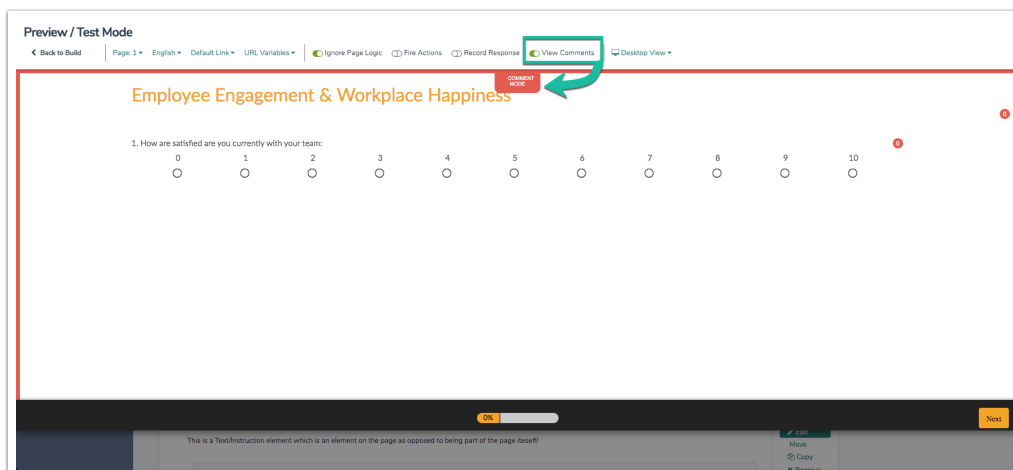 Preview / Test Mode
Back to Build Page: 1 English Default Link URL Variables Ignore Page Logic Fire Actions Record Response View Comments Desktop View
COMMENT
MODE
Employee Engagement & Workplace Happiness
0
1. How are satisfied are you currently with your team: 0
0 1 2 3 4 5 6 7 8 9 10
0% Next
Edit
This is a Text/Instruction element which is an element on the page as opposed to being part of the page iteself/
Move
Copy
Remove